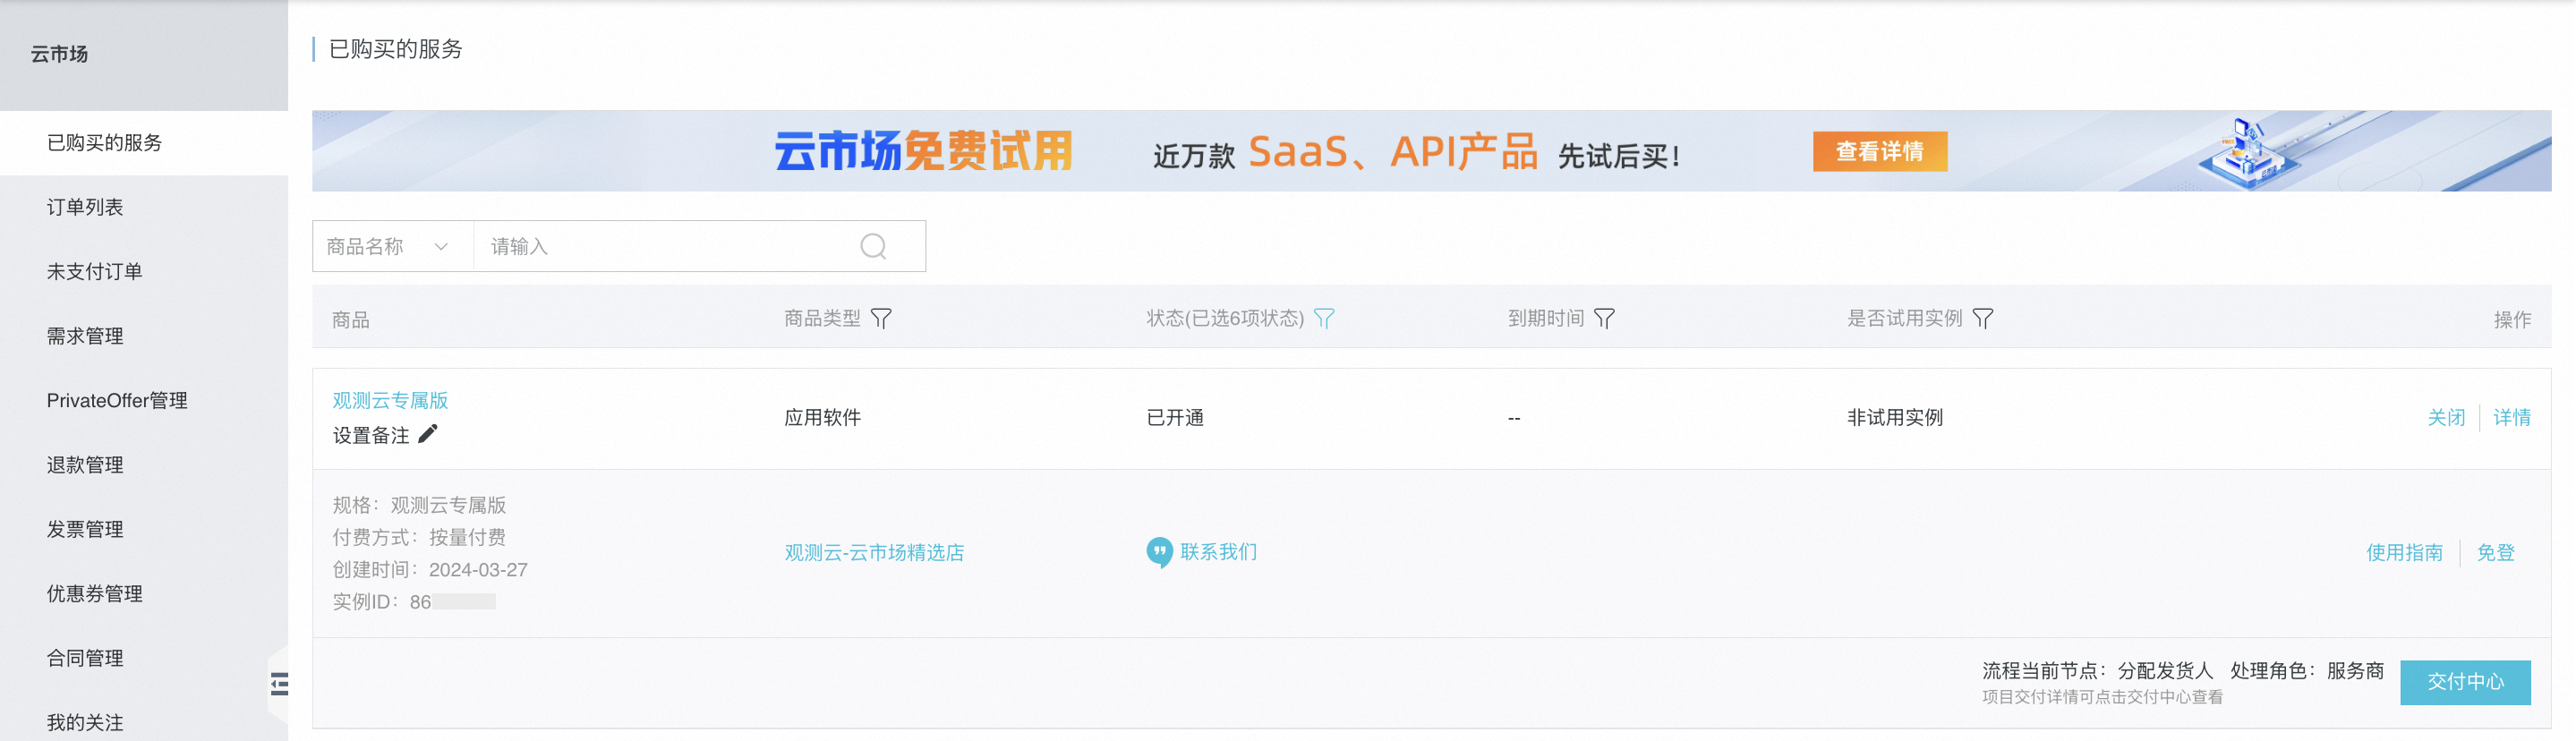 云市场
已购买的服务
订单列表
未支付订单
需求管理
PrivateOffer管理
退款管理
发票管理
优惠券管理
合同管理
我的关注
已购买的服务
云市场免费试用 近万款 SaaS、API产品 先试后买! 查看详情
商品名称 请输入
商品 商品类型 状态(已选6项状态) 到期时间 是否试用实例 操作
观测云专属版
设置备注
应用软件 已开通 -- 非试用实例 关闭 详情
规格：观测云专属版
付费方式：按量付费
创建时间：2024-03-27
实例ID：86
观测云-云市场精选店 联系我们 使用指南 免登
流程当前节点：分配发货人 处理角色：服务商
项目交付详情可点击交付中心查看
交付中心